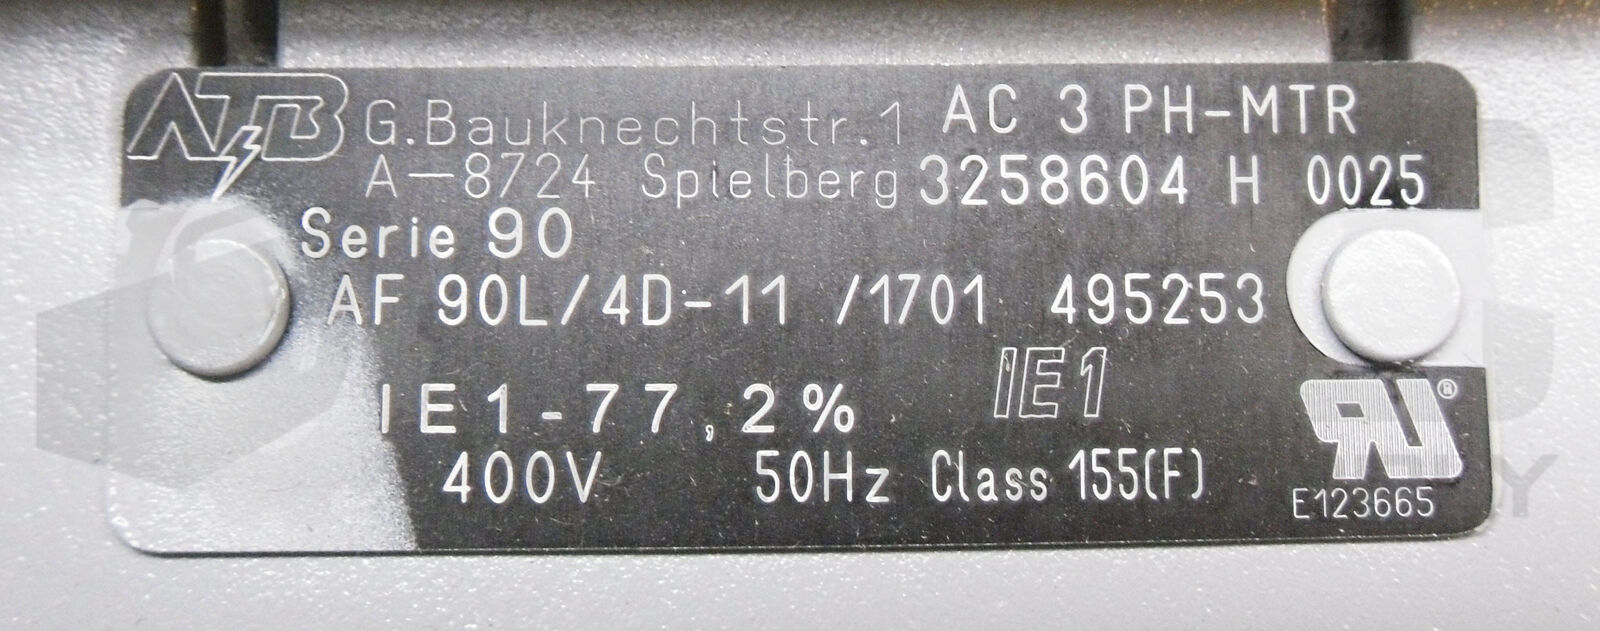 ATB G.Bauknechtstr.1 AC 3 PH-MTR
A-8724 Spielberg 3258604 H 0025
Serie 90
AF 90L/4D-11 /1701 495253
IE1-77,2% IE1
400V 50Hz Class 155(F)
RU ®
E123665